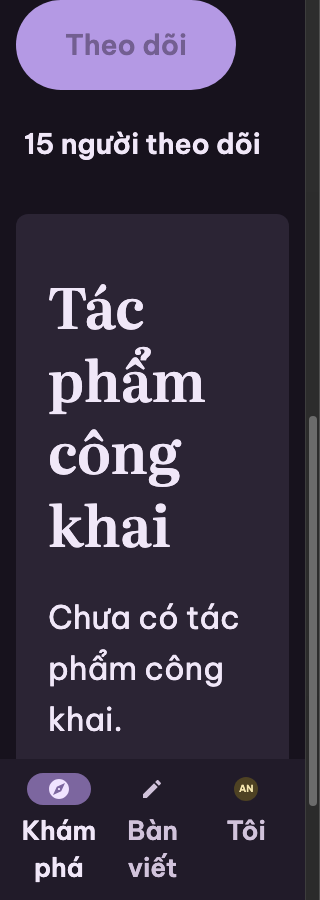 Theo dõi
15 người theo dõi
Tác
phẩm
công
khai
Chưa có tác
phẩm công
khai.
AN
Khám
phá
Bàn
viết
Tôi